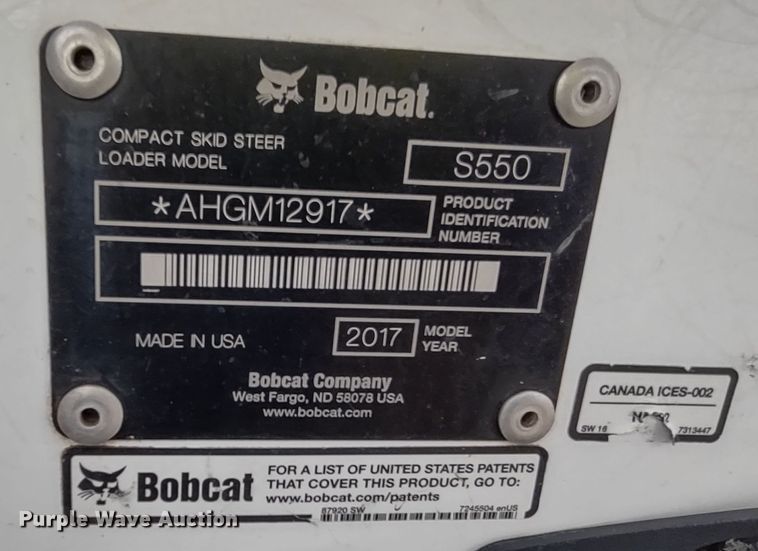 Bobcat.
COMPACT SKID STEER
LOADER MODEL
S550
*AHGM12917*
PRODUCT
IDENTIFICATION
NUMBER
MADE IN USA
2017
MODEL
YEAR
Bobcat Company
West Fargo, ND 58078 USA
www.bobcat.com
CANADA ICES-002
SW 16
7313447
Bobcat
FOR A LIST OF UNITED STATES PATENTS
THAT COVER THIS PRODUCT, GO TO:
www.bobcat.com/patents
87920 SW
7245504 enUS
Purple Wave Auction